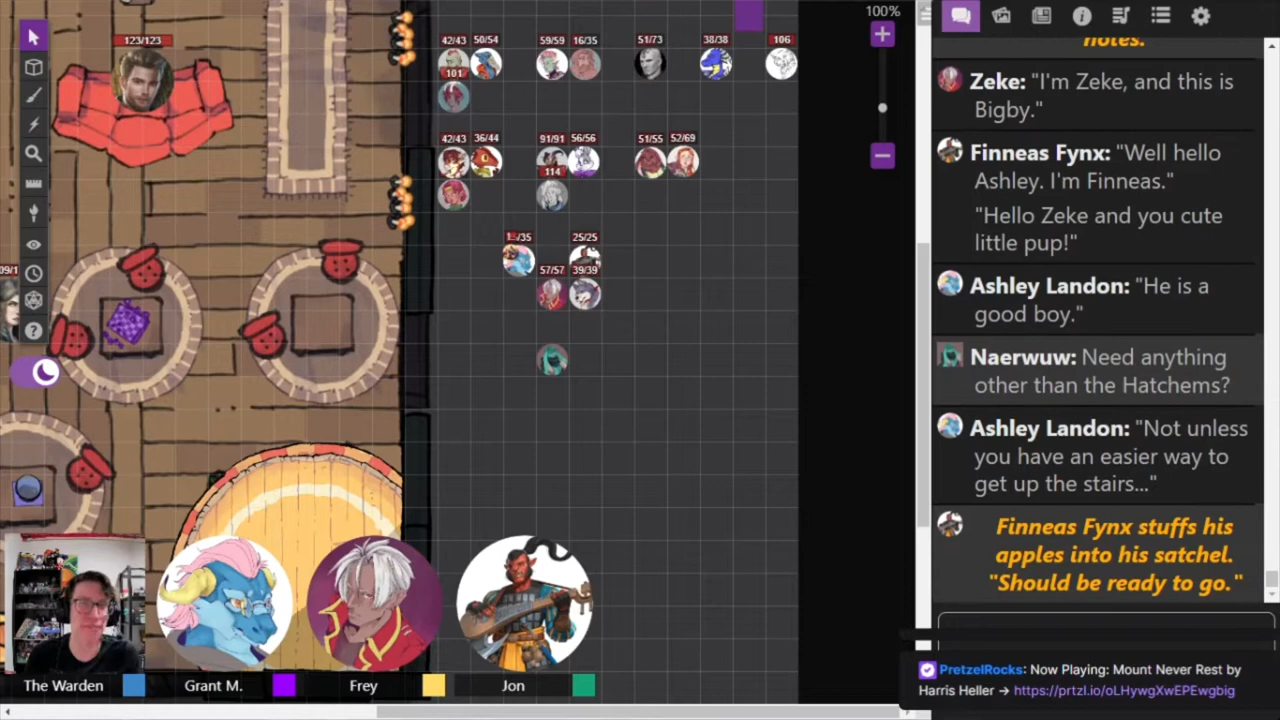 100%
123/123
42/43
50/54
59/59
16/35
51/73
38/38
106
101
42/43
36/44
91/91
56/56
51/55
52/69
114
/35
25/25
57/57
39/39
09/1
notes.
Zeke: "I'm Zeke, and this is
Bigby."
Finneas Fynx: "Well hello
Ashley. I'm Finneas."
"Hello Zeke and you cute
little pup!"
Ashley Landon: "He is a
good boy."
Naerwuw: Need anything
other than the Hatchems?
Ashley Landon: "Not unless
you have an easier way to
get up the stairs..."
Finneas Fynx stuffs his
apples into his satchel.
"Should be ready to go."
The Warden
Grant M.
Frey
Jon
PretzelRocks: Now Playing: Mount Never Rest by
Harris Heller → https://prtzl.io/oLHywgXwEPEwgbig